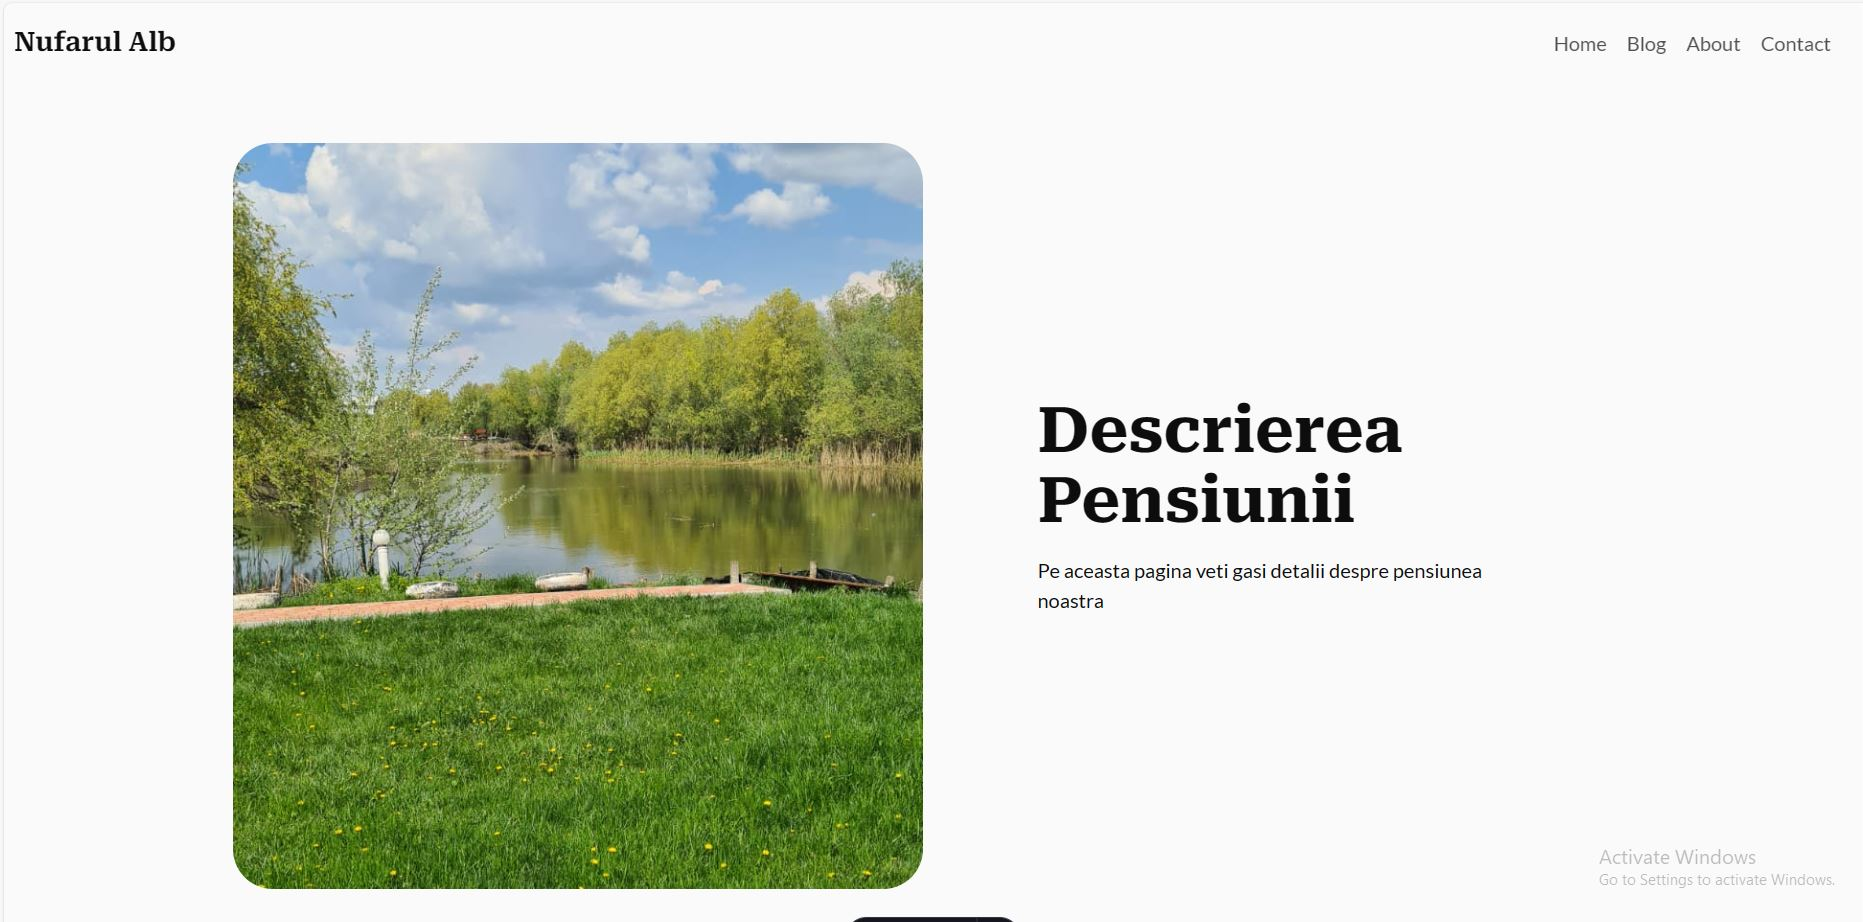 Nufarul Alb
Home Blog About Contact
Descrierea
Pensiunii
Pe aceasta pagina veti gasi detalii despre pensiunea
noastra
Activate Windows
Go to Settings to activate Windows.